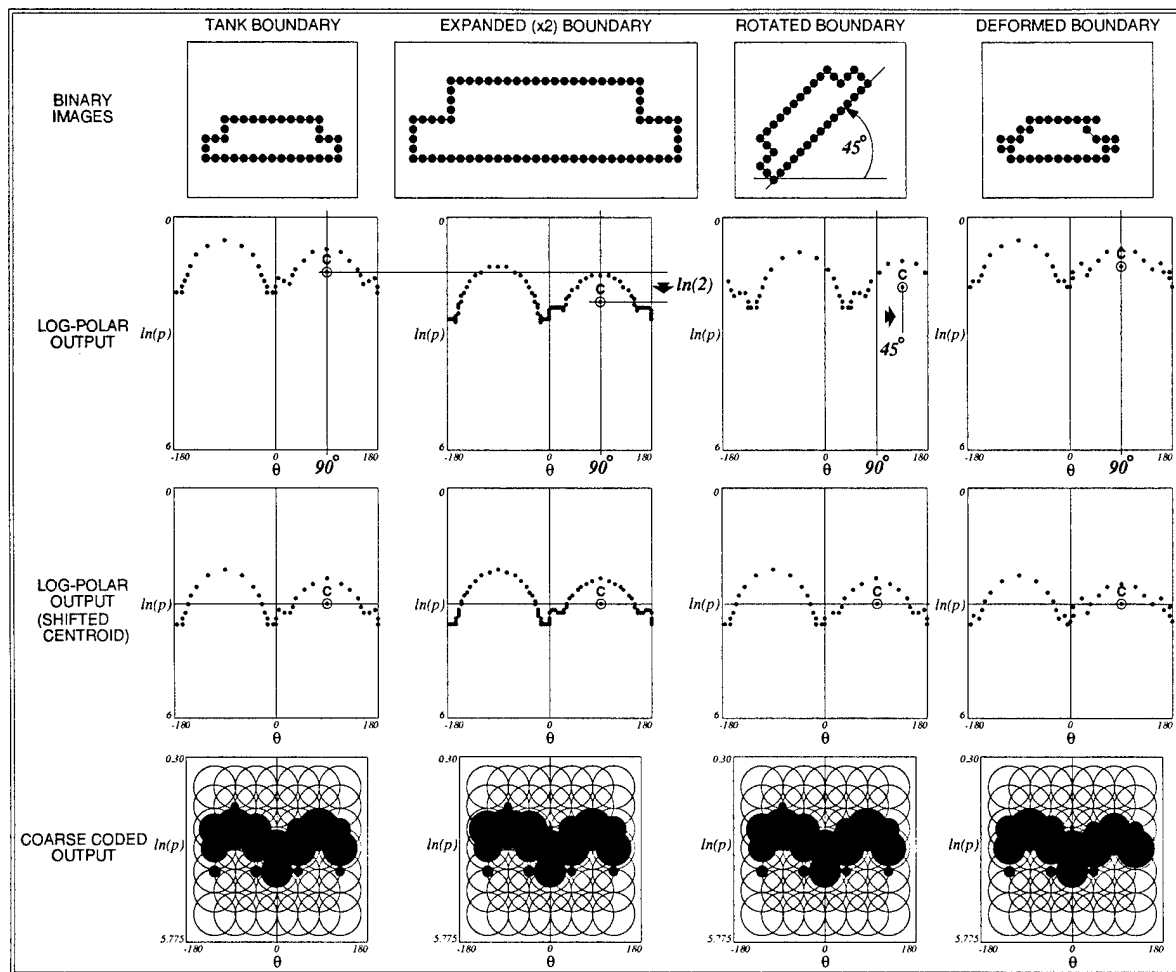 TANK BOUNDARY EXPANDED (x2) BOUNDARY ROTATED BOUNDARY DEFORMED BOUNDARY
BINARY
IMAGES
45°
0 0 0 0
C C C C
ln(2)
LOG-POLAR
OUTPUT
ln(p) ln(p) ln(p) ln(p)
45°
6 6 6 6
-180 0 180 -180 0 180 -180 0 180 -180 0 180
θ 90° θ 90° θ 90° θ 90°
0 0 0 0
LOG-POLAR
OUTPUT
(SHIFTED
CENTROID)
C C C C
ln(p) ln(p) ln(p) ln(p)
6 6 6 6
-180 0 180 -180 0 180 -180 0 180 -180 0 180
θ θ θ θ
0.30 0.30 0.30 0.30
COARSE CODED
OUTPUT
ln(p) ln(p) ln(p) ln(p)
5.775 5.775 5.775 5.775
-180 0 180 -180 0 180 -180 0 180 -180 0 180
θ θ θ θ